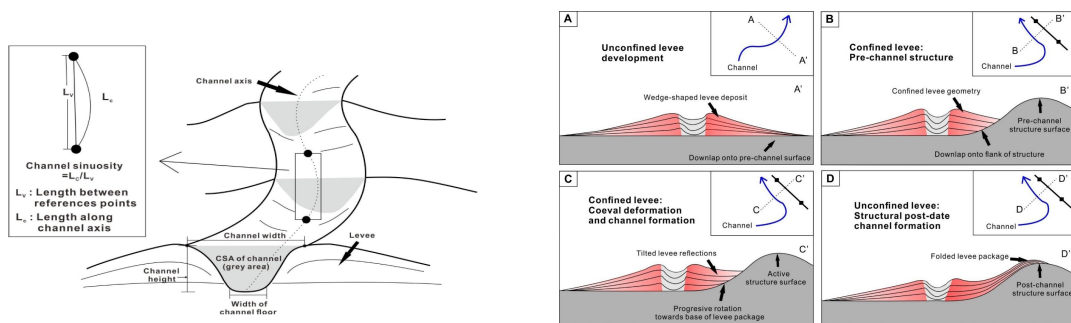 Lv
Lc
Channel sinuosity
=Lc/Lv
Lv : Length between
references points
Lc : Length along
channel axis
Channel axis
Channel width
Levee
CSA of channel
(grey area)
Channel
height
Width of
channel floor
A
Unconfined levee
development
A
A'
Channel
A'
Wedge-shaped levee deposit
Downlap onto pre-channel surface
B
Confined levee:
Pre-channel structure
B'
B
Channel
B'
Confined levee geometry
Pre-channel
structure surface
Downlap onto flank of structure
C
Confined levee:
Coeval deformation
and channel formation
C'
C
Channel
C'
Tilted levee reflections
Active
structure surface
Progresive rotation
towards base of levee package
D
Unconfined levee:
Structural post-date
channel formation
D'
D
Channel
D'
Folded levee package
Post-channel
structure surface